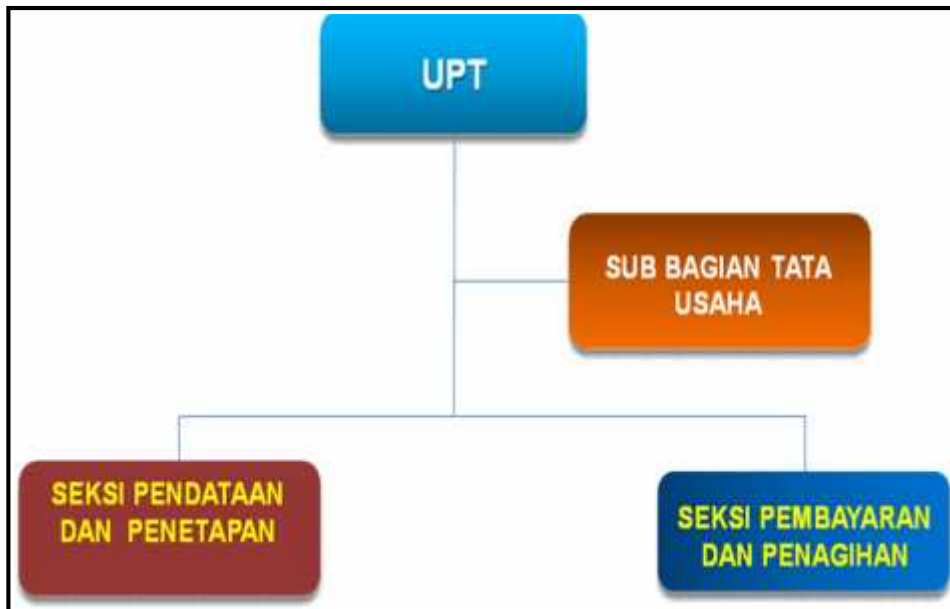 UPT
SUB BAGIAN TATA
USAHA
SEKSI PENDATAAN
DAN PENETAPAN
SEKSI PEMBAYARAN
DAN PENAGIHAN